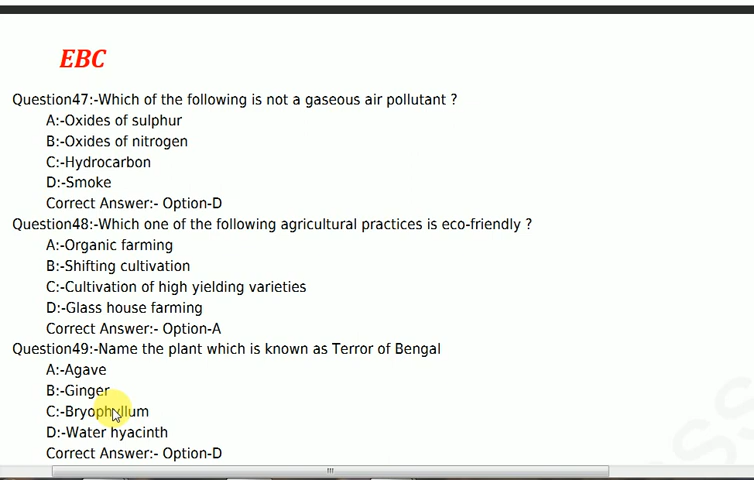 EBC
Question47:-Which of the following is not a gaseous air pollutant ?
A:-Oxides of sulphur
B:-Oxides of nitrogen
C:-Hydrocarbon
D:-Smoke
Correct Answer:- Option-D
Question48:-Which one of the following agricultural practices is eco-friendly ?
A:-Organic farming
B:-Shifting cultivation
C:-Cultivation of high yielding varieties
D:-Glass house farming
Correct Answer:- Option-A
Question49:-Name the plant which is known as Terror of Bengal
A:-Agave
B:-Ginger
C:-Bryophyllum
D:-Water hyacinth
Correct Answer:- Option-D